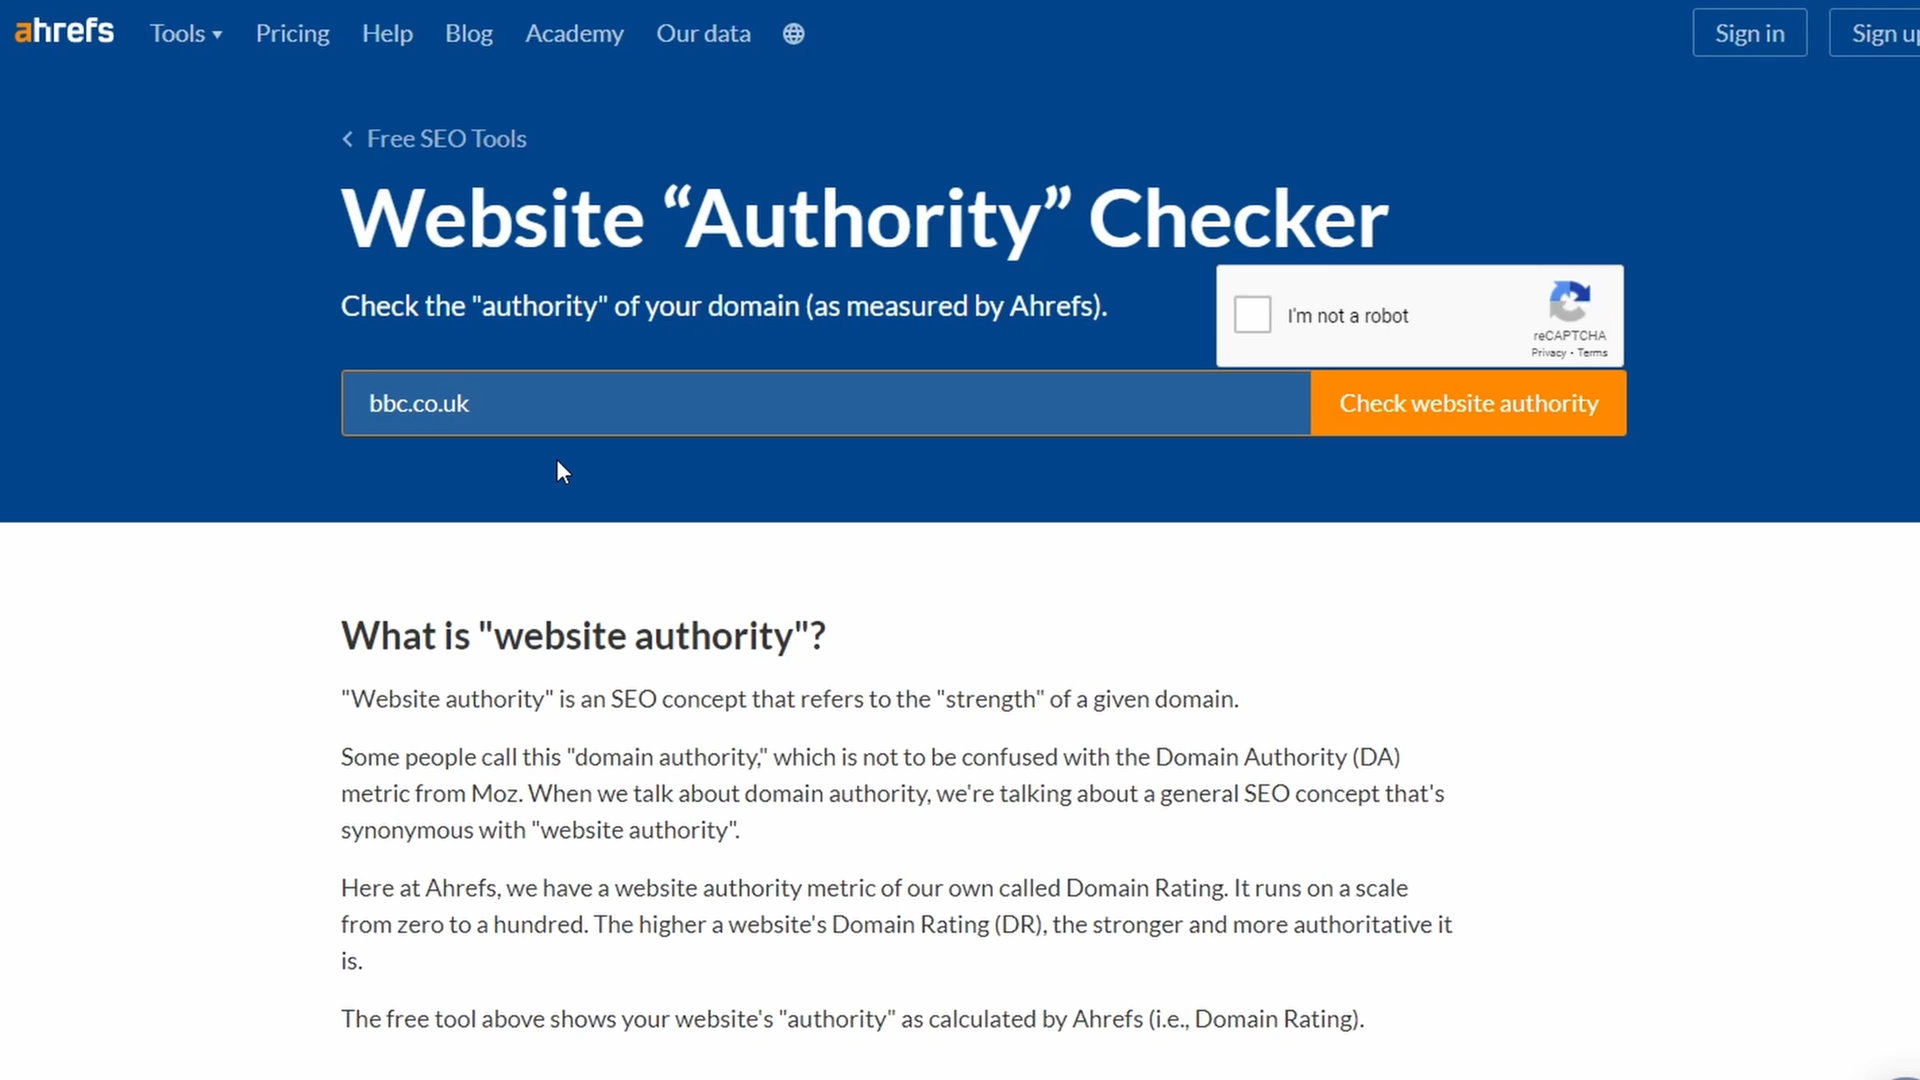 ahrefs Tools ▾ Pricing Help Blog Academy Our data Sign in Sign up
< Free SEO Tools
Website “Authority” Checker
Check the "authority" of your domain (as measured by Ahrefs).
I'm not a robot
reCAPTCHA
Privacy - Terms
bbc.co.uk Check website authority
What is "website authority"?
"Website authority" is an SEO concept that refers to the "strength" of a given domain.
Some people call this "domain authority," which is not to be confused with the Domain Authority (DA)
metric from Moz. When we talk about domain authority, we're talking about a general SEO concept that's
synonymous with "website authority".
Here at Ahrefs, we have a website authority metric of our own called Domain Rating. It runs on a scale
from zero to a hundred. The higher a website's Domain Rating (DR), the stronger and more authoritative it
is.
The free tool above shows your website's "authority" as calculated by Ahrefs (i.e., Domain Rating).